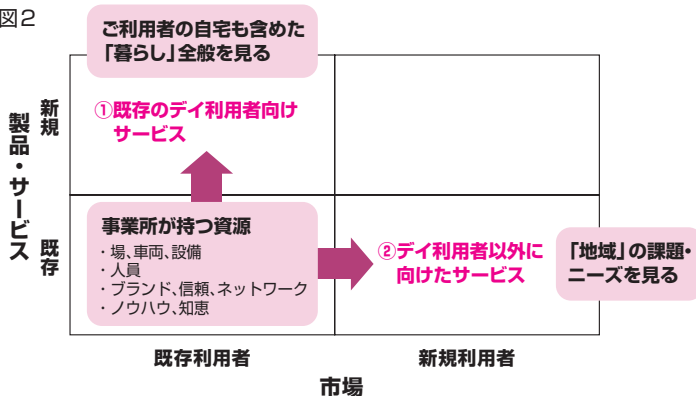 図2
ご利用者の自宅も含めた
「暮らし」全般を見る
①既存のデイ利用者向け
サービス
新規
製品・サービス
既存
事業所が持つ資源
・場、車両、設備
・人員
・ブランド、信頼、ネットワーク
・ノウハウ、知恵
②デイ利用者以外に
向けたサービス
「地域」の課題・
ニーズを見る
既存利用者
新規利用者
市場